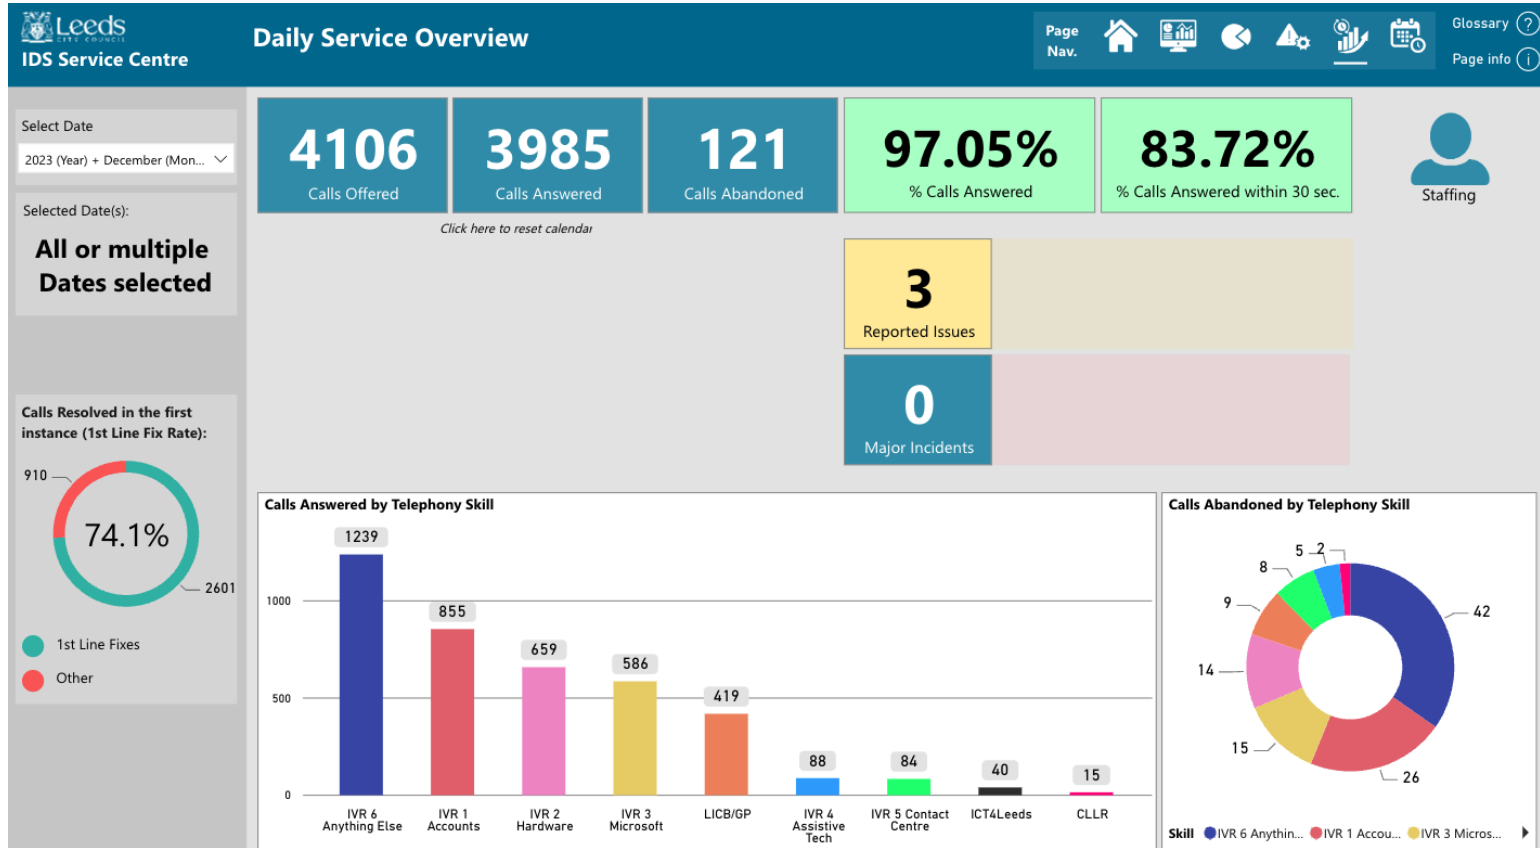 Leeds
CITY COUNCIL
IDS Service Centre
Daily Service Overview
Page
Nav.
Glossary ?
Page info i
Select Date
2023 (Year) + December (Mon...
Selected Date(s):
All or multiple
Dates selected
4106
Calls Offered
3985
Calls Answered
121
Calls Abandoned
97.05%
% Calls Answered
83.72%
% Calls Answered within 30 sec.
Staffing
Click here to reset calendar
3
Reported Issues
0
Major Incidents
Calls Resolved in the first
instance (1st Line Fix Rate):
910
74.1%
2601
1st Line Fixes
Other
Calls Answered by Telephony Skill
1000
500
0
1239
855
659
586
419
88
84
40
15
IVR 6
Anything Else
IVR 1
Accounts
IVR 2
Hardware
IVR 3
Microsoft
LICB/GP
IVR 4
Assistive
Tech
IVR 5 Contact
Centre
ICT4Leeds
CLLR
Calls Abandoned by Telephony Skill
42
26
15
14
9
8
5
2
Skill IVR 6 Anythin... IVR 1 Accou... IVR 3 Micros...